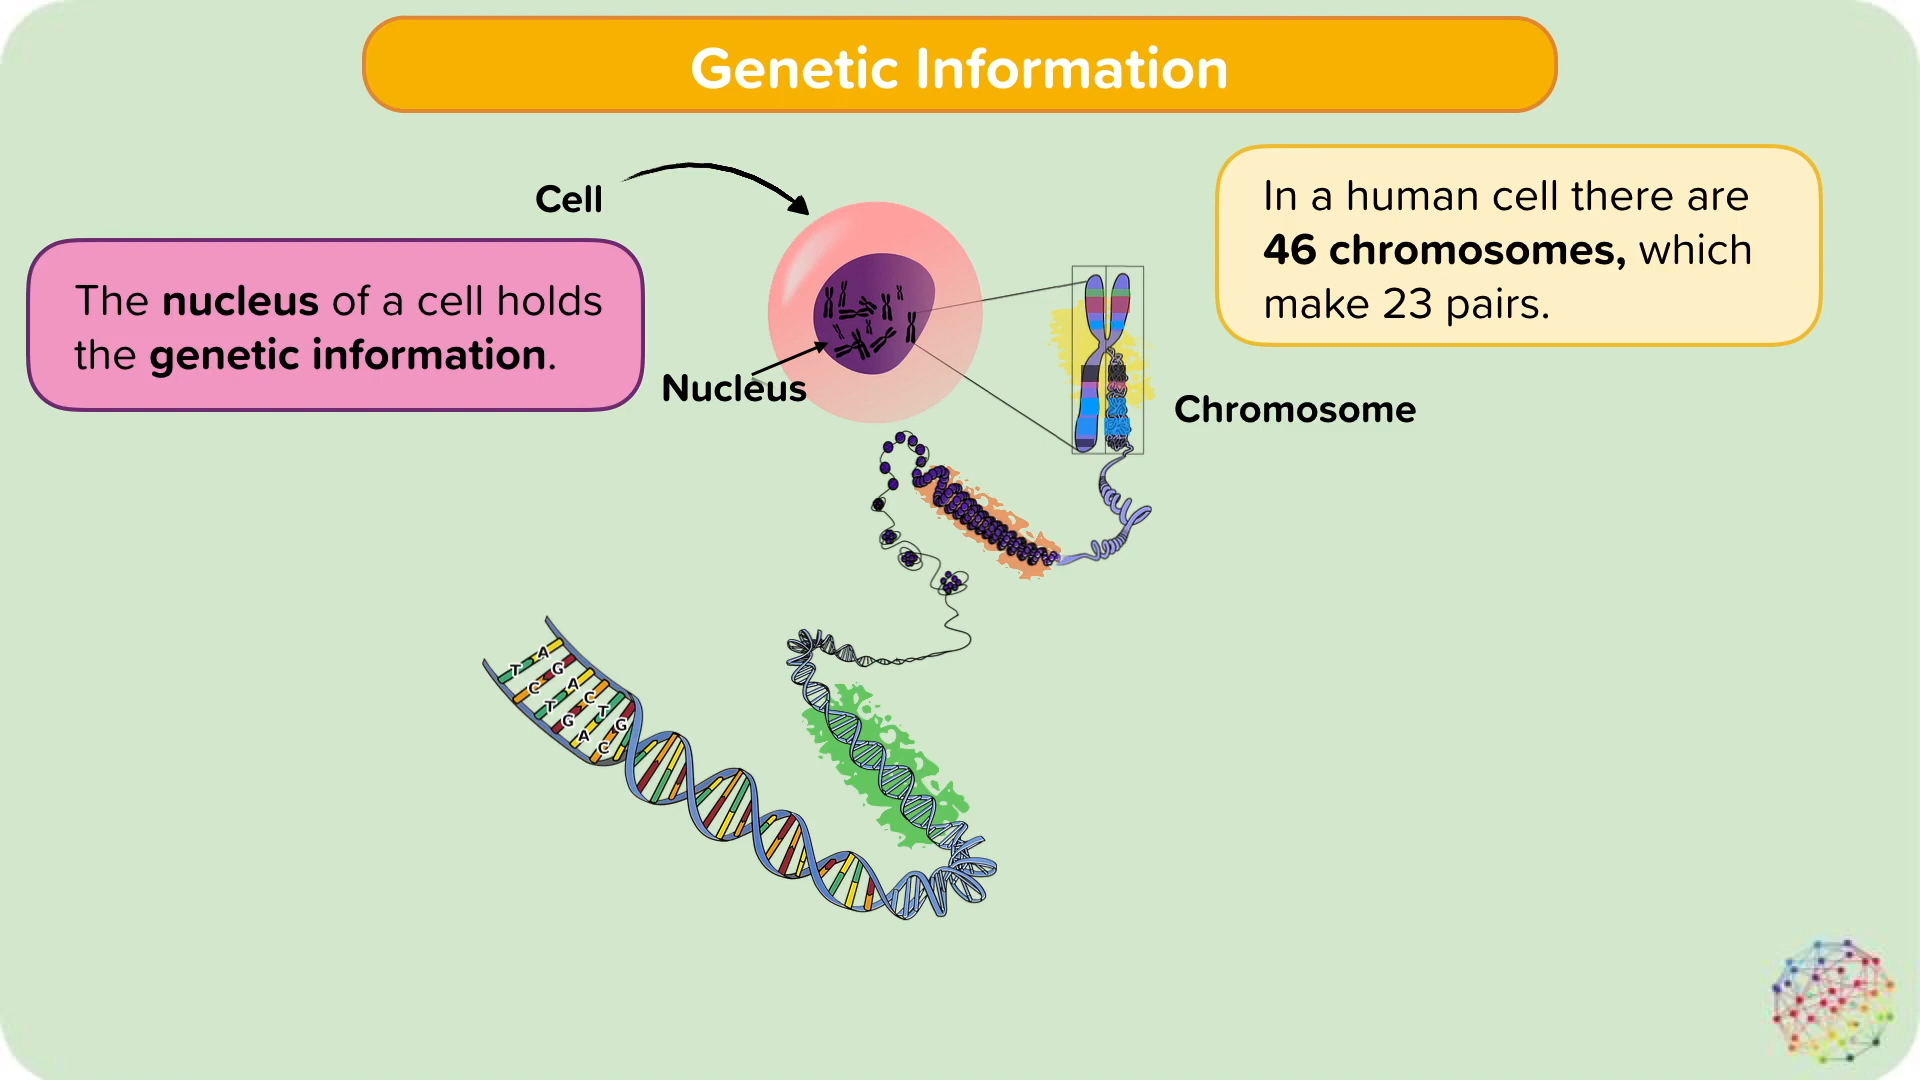 Genetic Information
Cell
The nucleus of a cell holds
the genetic information.
Nucleus
In a human cell there are
46 chromosomes, which
make 23 pairs.
Chromosome
T A
C G
T A
G C
A T
C G